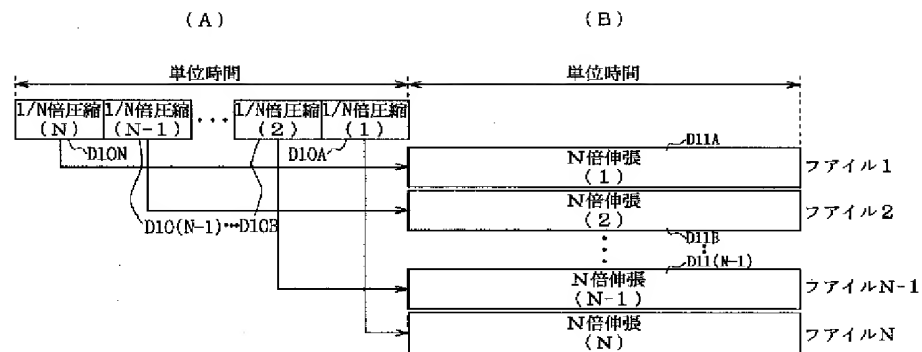 (A)
(B)
単位時間
単位時間
1/N倍圧縮
(N)
1/N倍圧縮
(N-1)
・・・
1/N倍圧縮
(2)
1/N倍圧縮
(1)
D10N
D10A
D10(N-1)・・・D10B
D11A
N倍伸張
(1)
ファイル1
N倍伸張
(2)
ファイル2
D11B
D11(N-1)
N倍伸張
(N-1)
ファイルN-1
N倍伸張
(N)
ファイルN